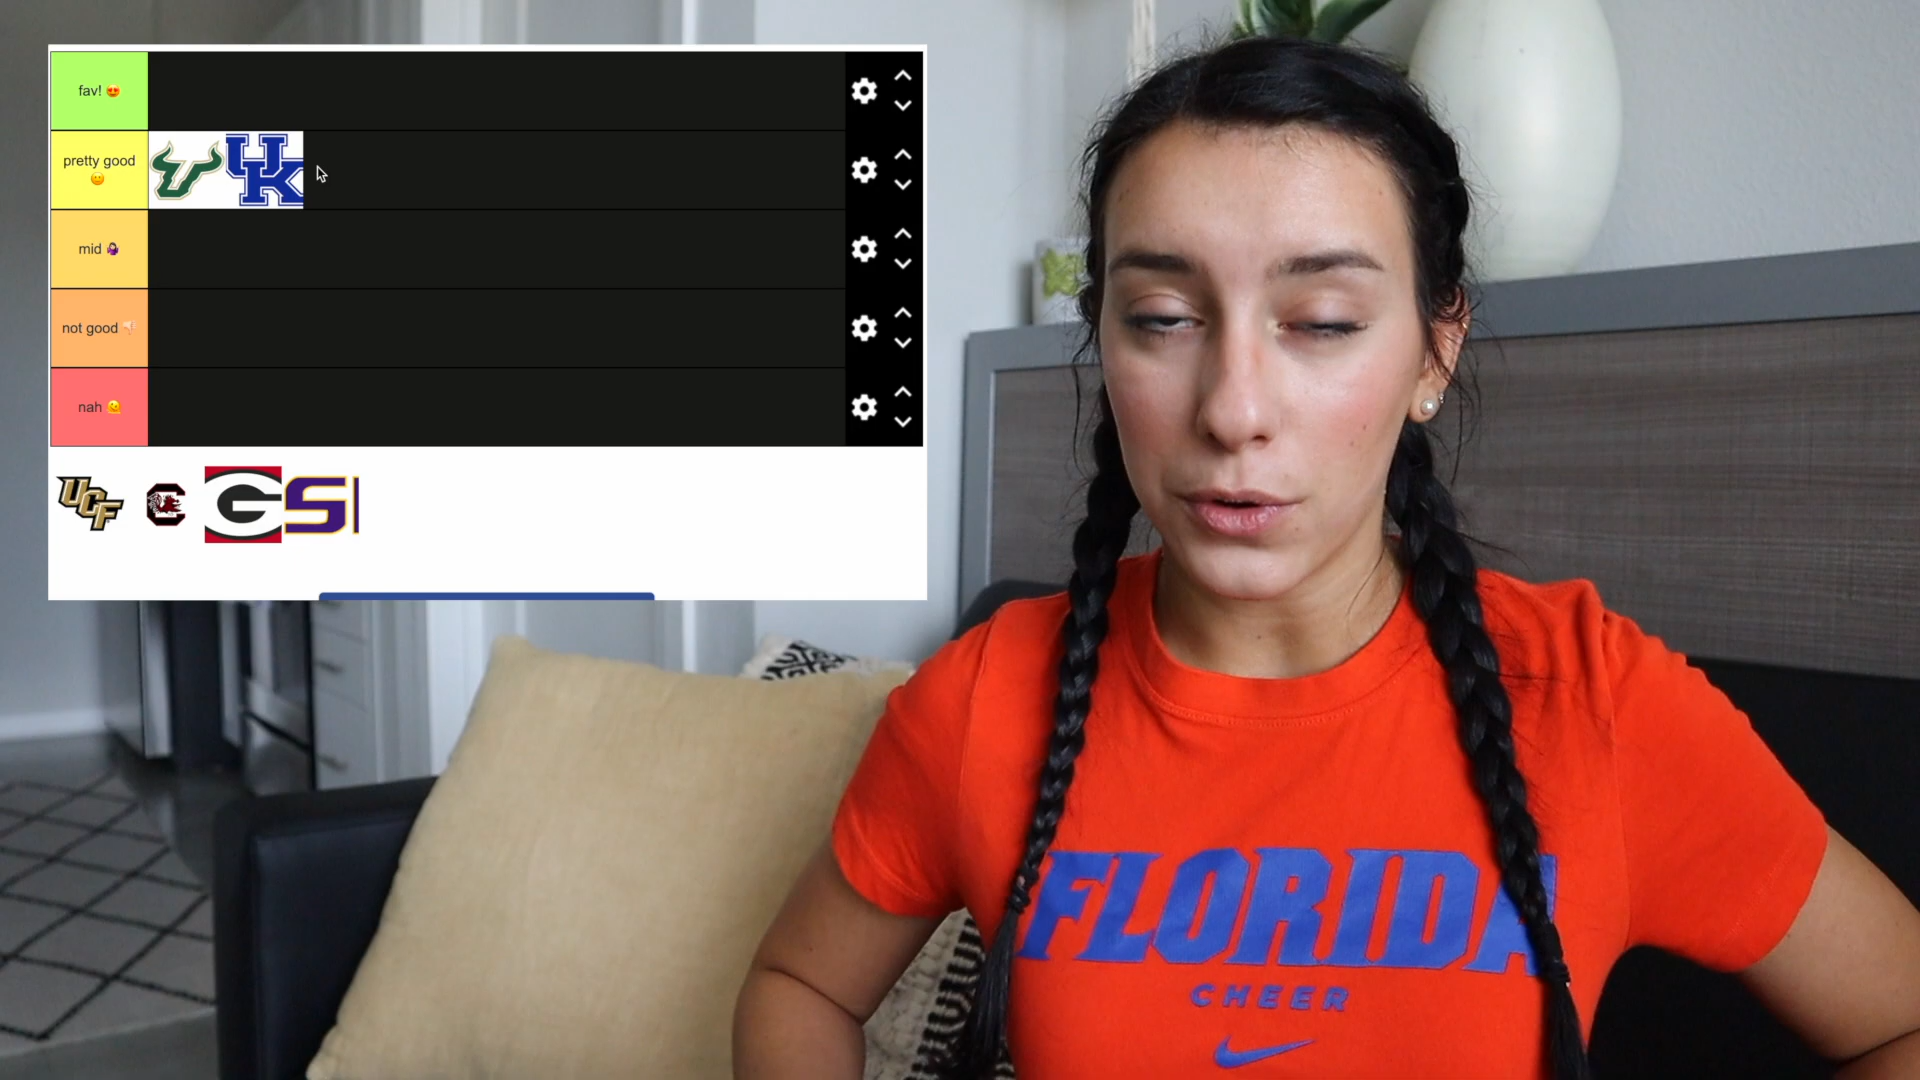 fav! 😍
pretty good
🙂
mid 🤷🏻‍♀️
not good 👎🏻
nah 🫠
UK
UCF
C
G
FLORIDA
CHEER